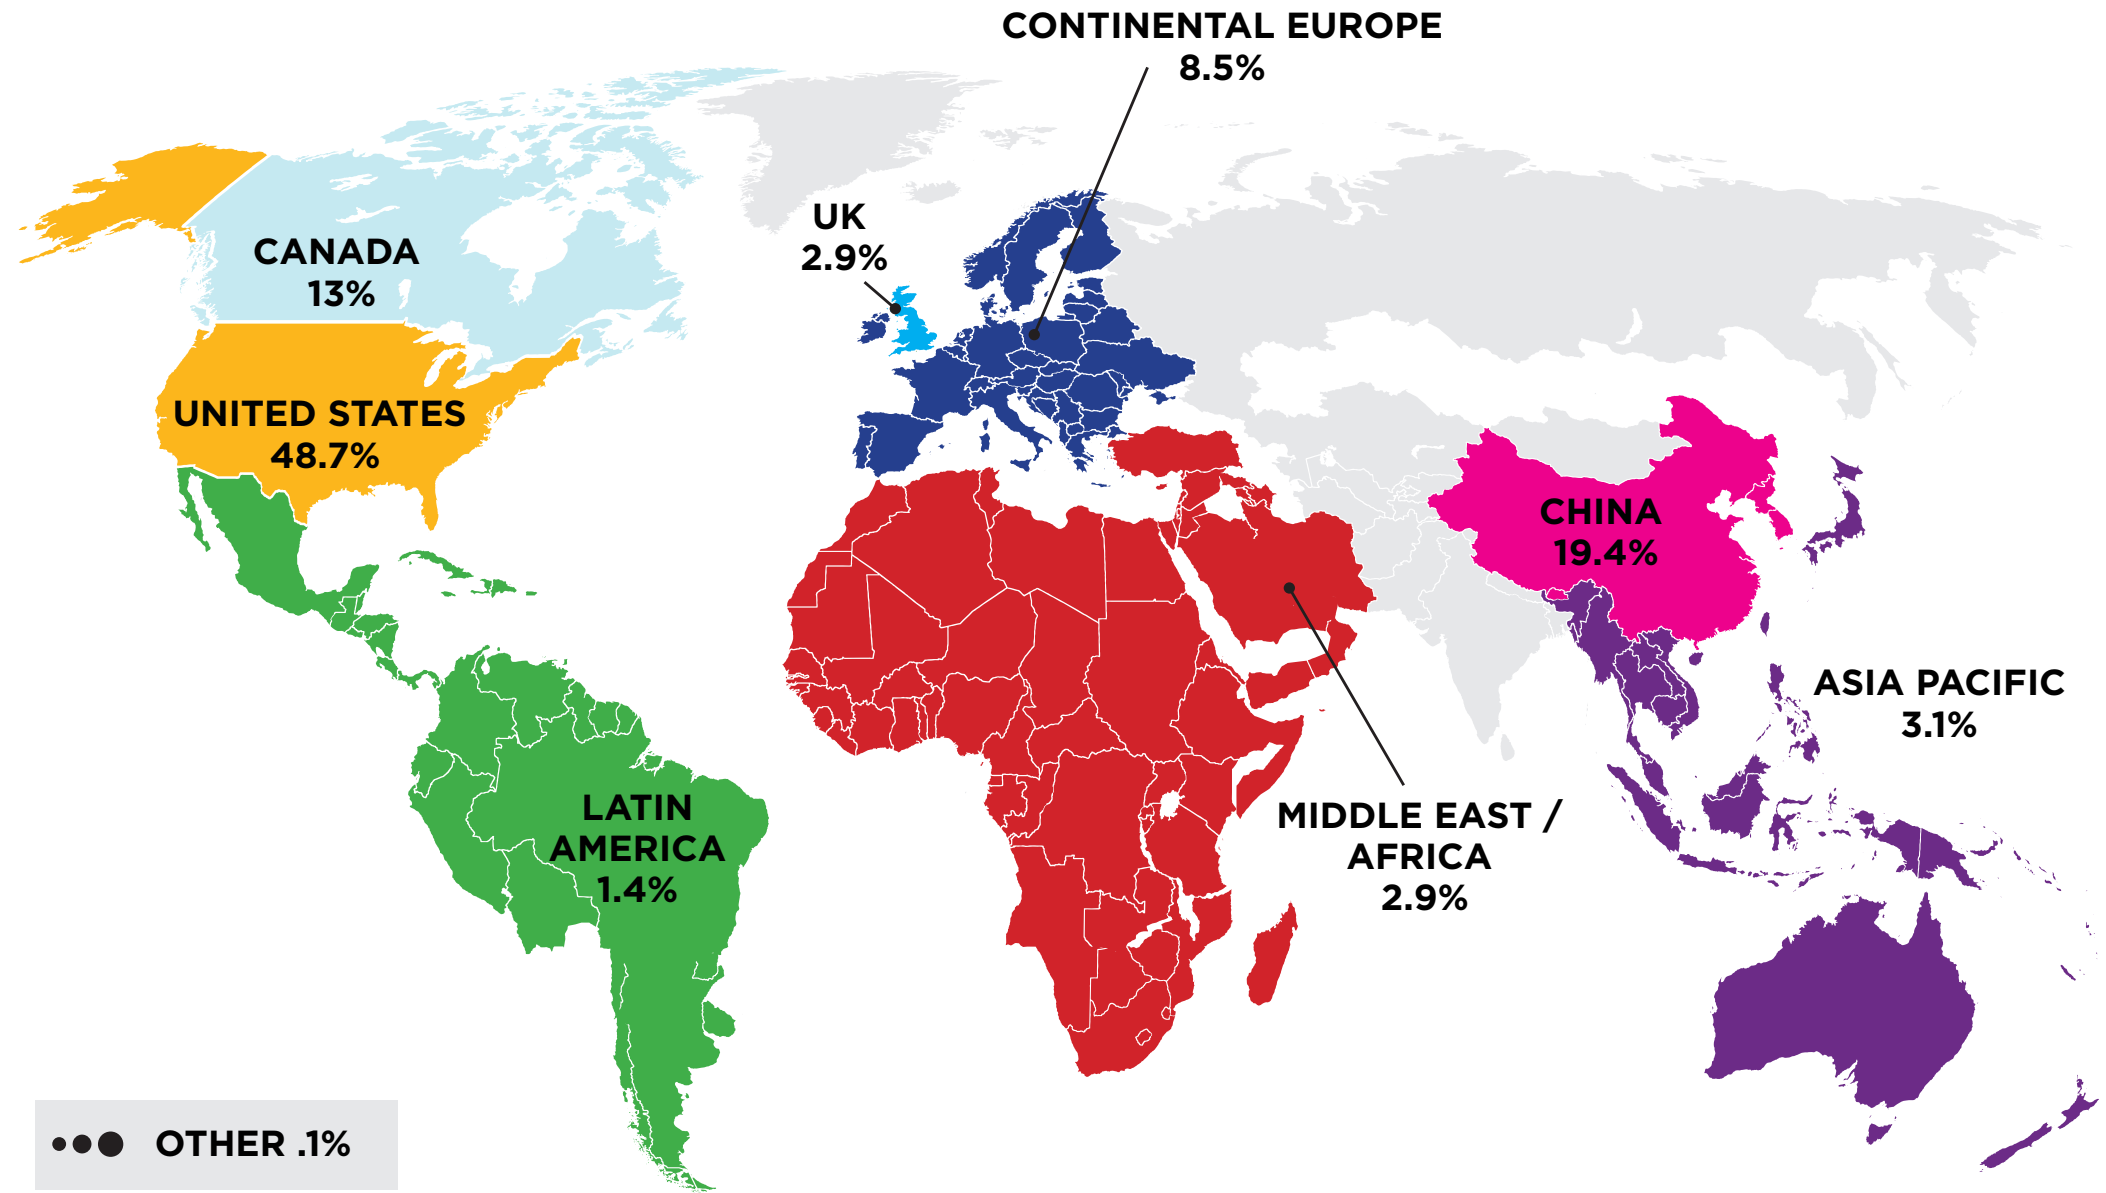 CONTINENTAL EUROPE
8.5%
UK
2.9%
CANADA
13%
UNITED STATES
48.7%
CHINA
19.4%
ASIA PACIFIC
3.1%
LATIN
AMERICA
1.4%
MIDDLE EAST /
AFRICA
2.9%
OTHER .1%